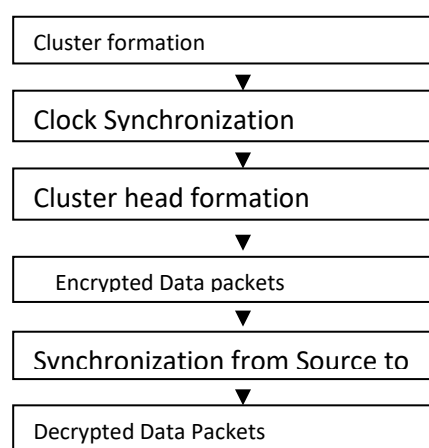 Cluster formation
Clock Synchronization
Cluster head formation
Encrypted Data packets
Synchronization from Source to
Decrypted Data Packets